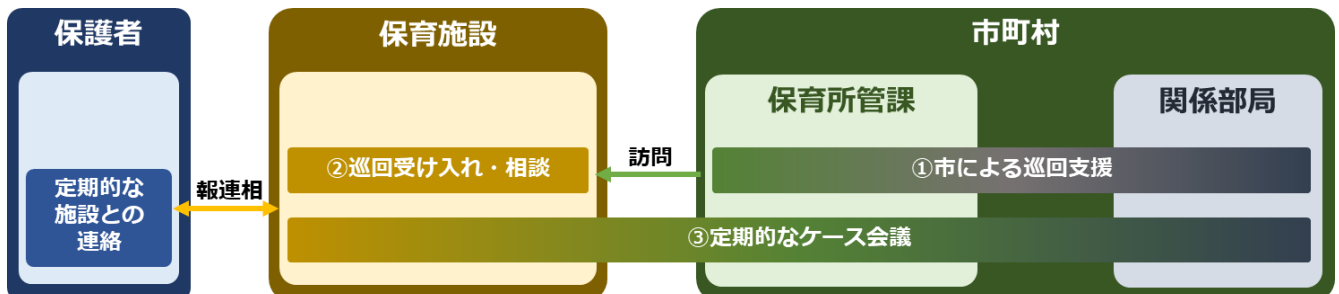 保護者
保育施設
市町村
保育所管課
関係部局
訪問
②巡回受け入れ・相談
①市による巡回支援
定期的な
施設との
連絡
報連相
③定期的なケース会議